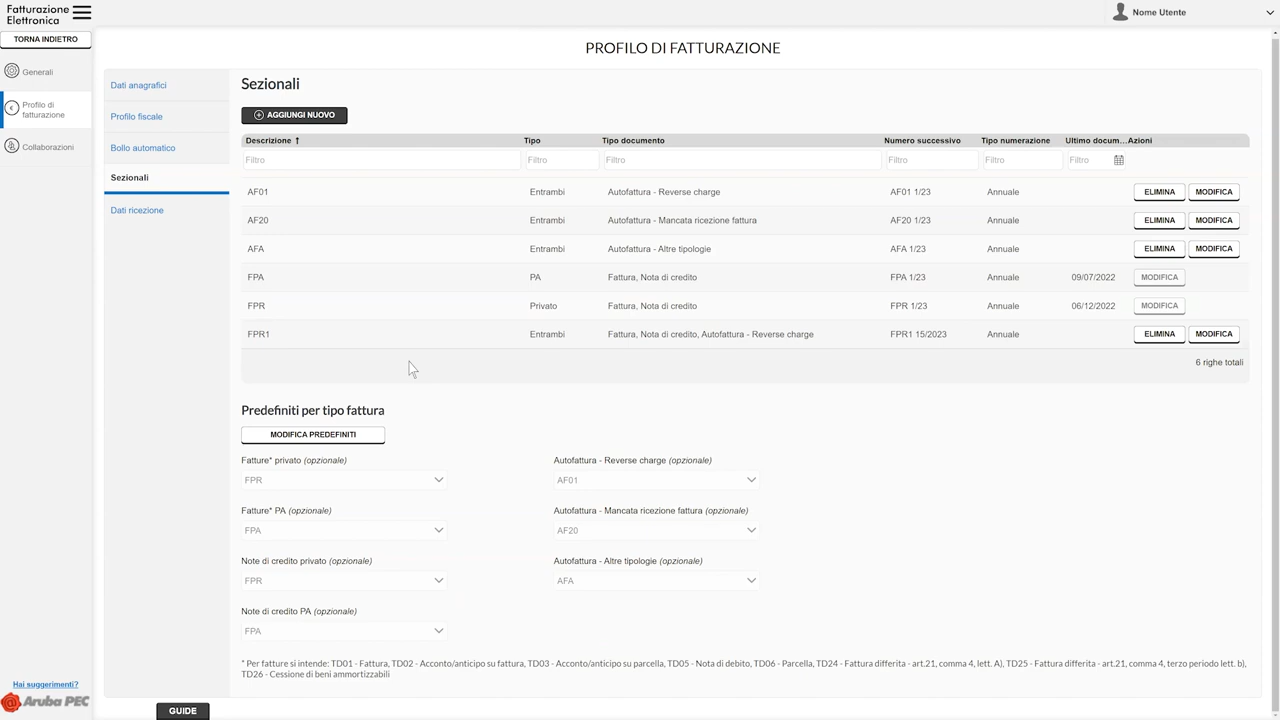 Fatturazione
Elettronica
Nome Utente
TORNA INDIETRO
Generali
Profilo di
fatturazione
Collaborazioni
PROFILO DI FATTURAZIONE
Dati anagrafici
Profilo fiscale
Bollo automatico
Sezionali
Dati ricezione
Sezionali
AGGIUNGI NUOVO
Descrizione ↑ Tipo Tipo documento Numero successivo Tipo numerazione Ultimo docum... Azioni
Filtro Filtro Filtro Filtro Filtro Filtro
AF01 Entrambi Autofattura - Reverse charge AF01 1/23 Annuale ELIMINA MODIFICA
AF20 Entrambi Autofattura - Mancata ricezione fattura AF20 1/23 Annuale ELIMINA MODIFICA
AFA Entrambi Autofattura - Altre tipologie AFA 1/23 Annuale ELIMINA MODIFICA
FPA PA Fattura, Nota di credito FPA 1/23 Annuale 09/07/2022 MODIFICA
FPR Privato Fattura, Nota di credito FPR 1/23 Annuale 06/12/2022 MODIFICA
FPR1 Entrambi Fattura, Nota di credito, Autofattura - Reverse charge FPR1 15/2023 Annuale ELIMINA MODIFICA
6 righe totali
Predefiniti per tipo fattura
MODIFICA PREDEFINITI
Fatture* privato (opzionale) Autofattura - Reverse charge (opzionale)
FPR AF01
Fatture* PA (opzionale) Autofattura - Mancata ricezione fattura (opzionale)
FPA AF20
Note di credito privato (opzionale) Autofattura - Altre tipologie (opzionale)
FPR AFA
Note di credito PA (opzionale)
FPA
* Per fatture si intende: TD01 - Fattura, TD02 - Acconto/anticipo su fattura, TD03 - Acconto/anticipo su parcella, TD05 - Nota di debito, TD06 - Parcella, TD24 - Fattura differita - art.21, comma 4, lett. A), TD25 - Fattura differita - art.21, comma 4, terzo periodo lett. b),
TD26 - Cessione di beni ammortizzabili
Hai suggerimenti?
Aruba PEC
GUIDE